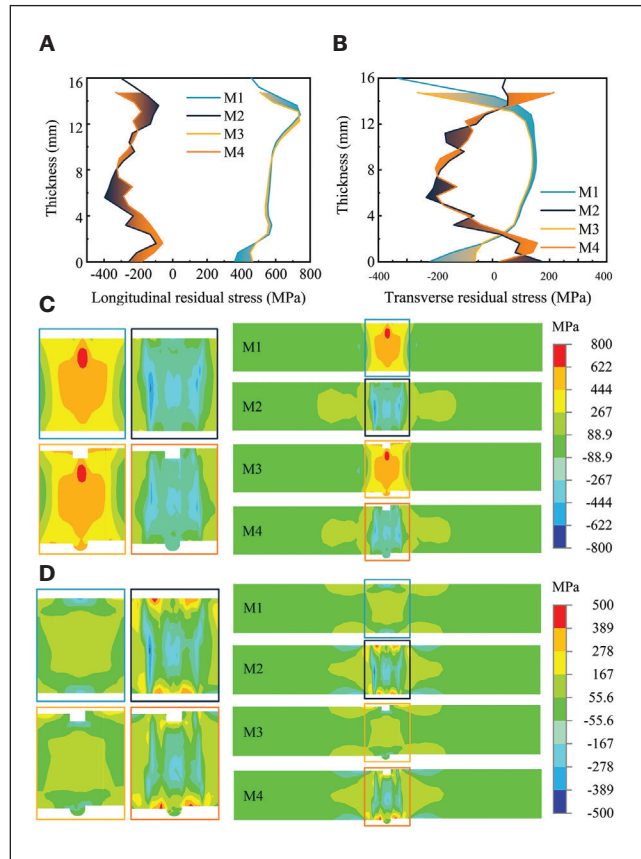 A
B
16
12
8
4
0
Thickness (mm)
M1
M2
M3
M4
-400
-200
0
200
400
600
800
Longitudinal residual stress (MPa)
16
12
8
4
0
Thickness (mm)
M1
M2
M3
M4
-400
-200
0
200
400
Transverse residual stress (MPa)
C
M1
M2
M3
M4
MPa
800
622
444
267
88.9
-88.9
-267
-444
-622
-800
D
M1
M2
M3
M4
MPa
500
389
278
167
55.6
-55.6
-167
-278
-389
-500